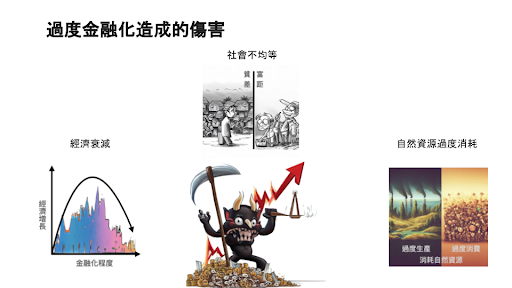 過度金融化造成的傷害
社會不均等
貧富
差距
經濟衰減
經濟增長
金融化程度
自然資源過度消耗
過度生產 過度消費
消耗自然資源